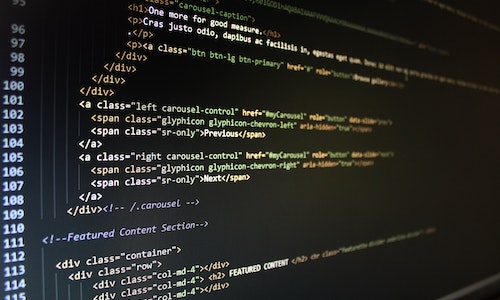 95 class="carousel-caption">
<h1>One more for good measure.</h1>
96 <p>Cras justo odio, dapibus ac facilisis in, egestas eget quam.
.</p>
97 <p><a class="btn btn-lg btn-primary" href="#" role="button">Browse gallery
98 </div>
99 </div>
100 </div>
101 <a class="left carousel-control" href="#myCarousel" role="button" data-slide="prev">
102 <span class="glyphicon glyphicon-chevron-left" aria-hidden="true"></span>
103 <span class="sr-only">Previous</span>
104 </a>
105 <a class="right carousel-control" href="#myCarousel" role="button" data-slide="next">
106 <span class="glyphicon glyphicon-chevron-right" aria-hidden="true"></span>
107 <span class="sr-only">Next</span>
108 </a>
109 </div><!-- /.carousel -->
110
111 <!--Featured Content Section-->
112 <div class="container">
113 <div class="row">
114 <div class="col-md-4"></div>
115 <div class="col-md-4"> <h2> FEATURED CONTENT </h2>
<div class="col-md-4"></div>